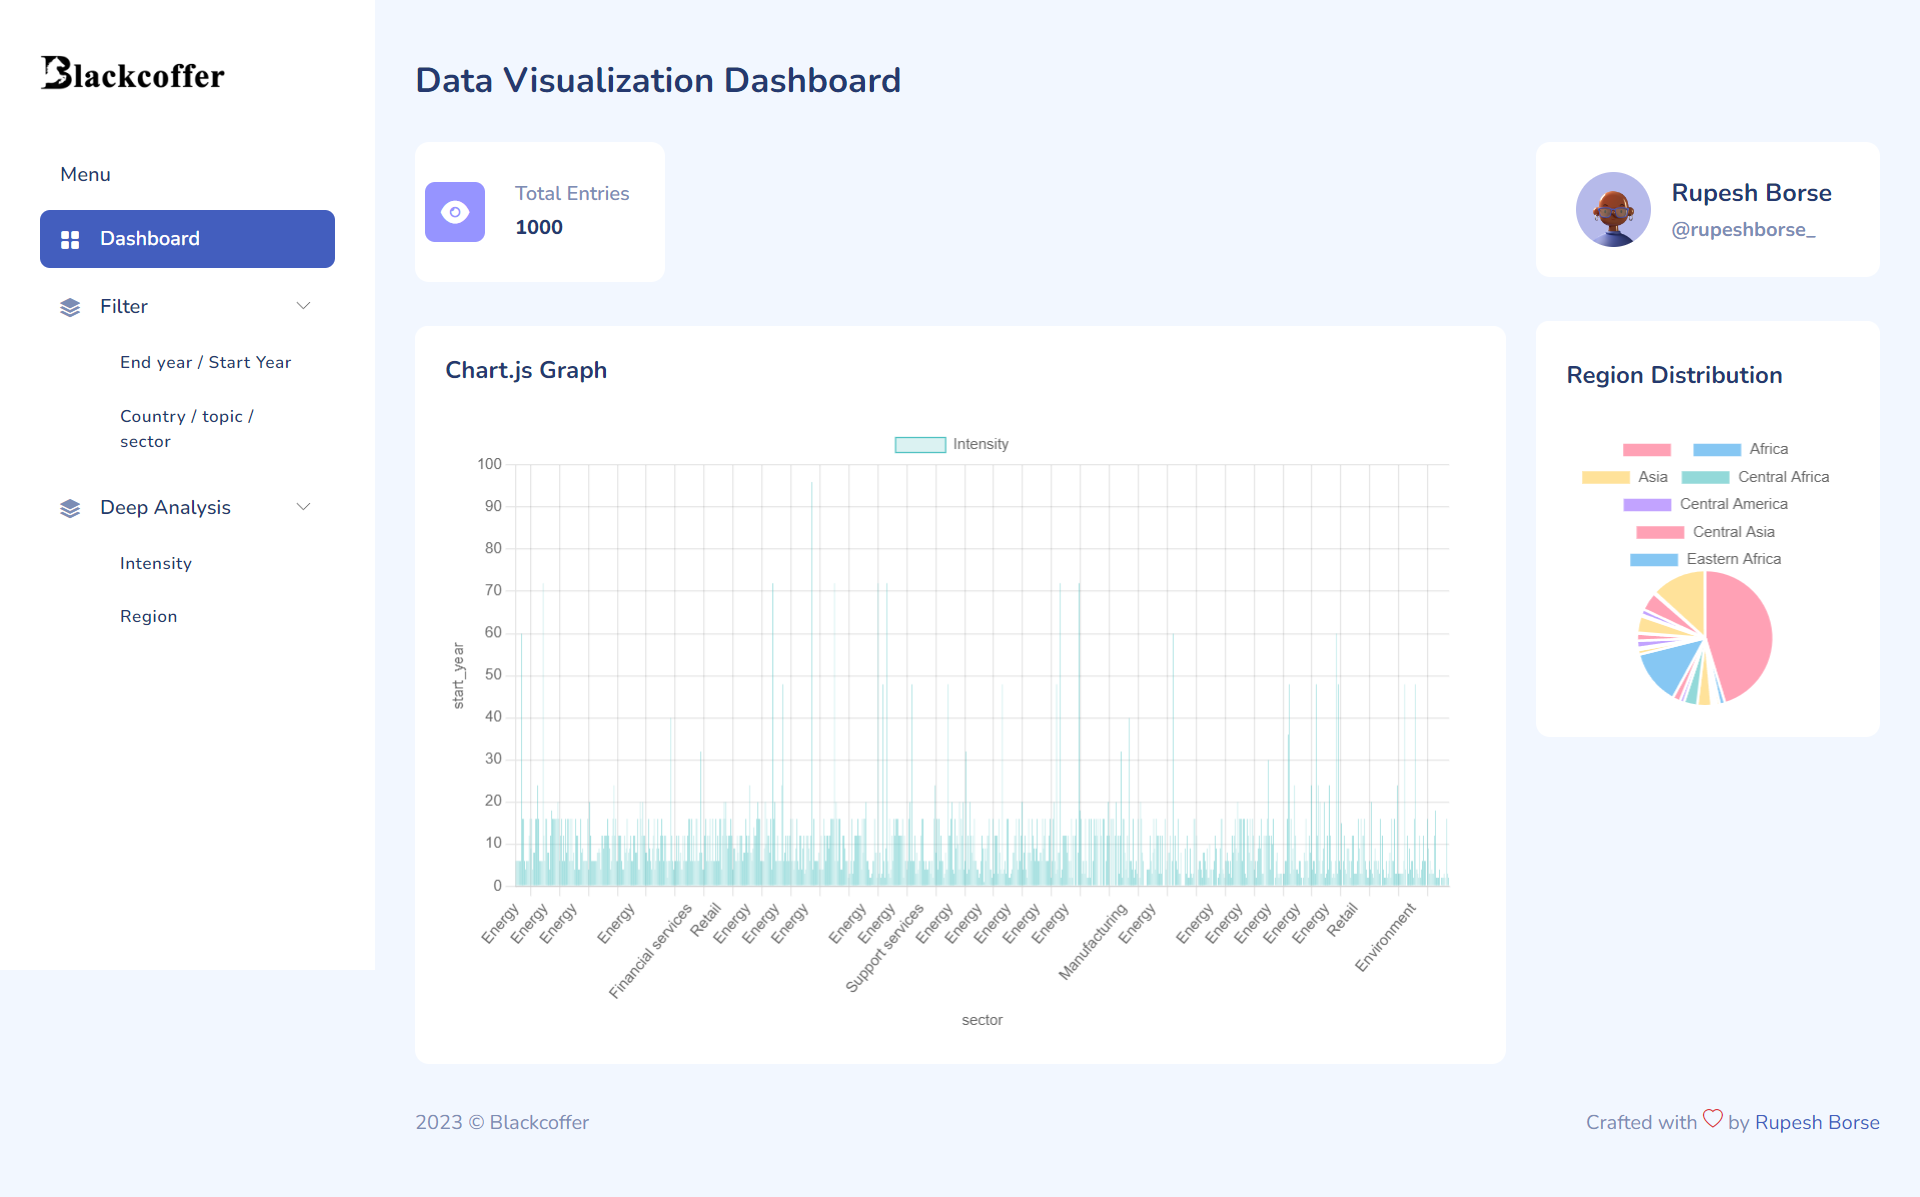 Blackcoffer
Menu
Dashboard
Filter
End year / Start Year
Country / topic /
sector
Deep Analysis
Intensity
Region
Data Visualization Dashboard
Total Entries
1000
Rupesh Borse
@rupeshborse_
Chart.js Graph
Intensity
100
90
80
70
60
50
40
30
20
10
0
start_year
Energy
Energy
Energy
Energy
Financial services
Retail
Energy
Energy
Energy
Energy
Energy
Support services
Energy
Energy
Energy
Energy
Energy
Manufacturing
Energy
Energy
Energy
Energy
Energy
Energy
Retail
Environment
sector
Region Distribution
Africa
Asia Central Africa
Central America
Central Asia
Eastern Africa
2023 © Blackcoffer
Crafted with by Rupesh Borse